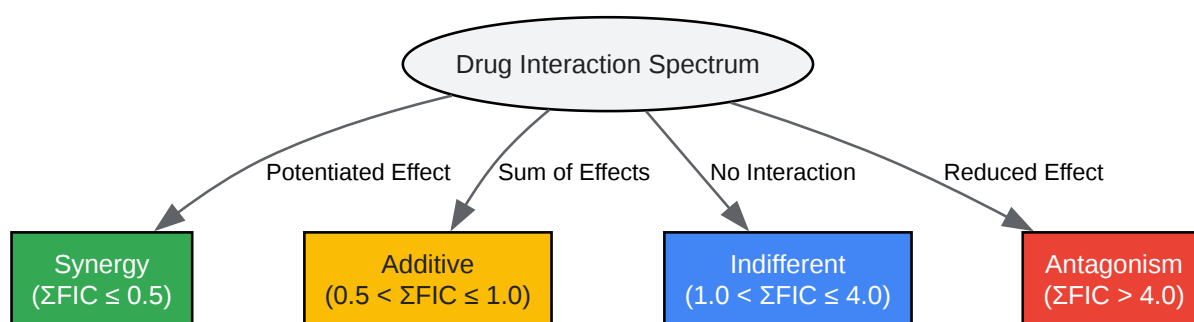 Drug Interaction Spectrum
Potentiated Effect
Sum of Effects
No Interaction
Reduced Effect
Synergy
(ΣFIC ≤ 0.5)
Additive
(0.5 < ΣFIC ≤ 1.0)
Indifferent
(1.0 < ΣFIC ≤ 4.0)
Antagonism
(ΣFIC > 4.0)